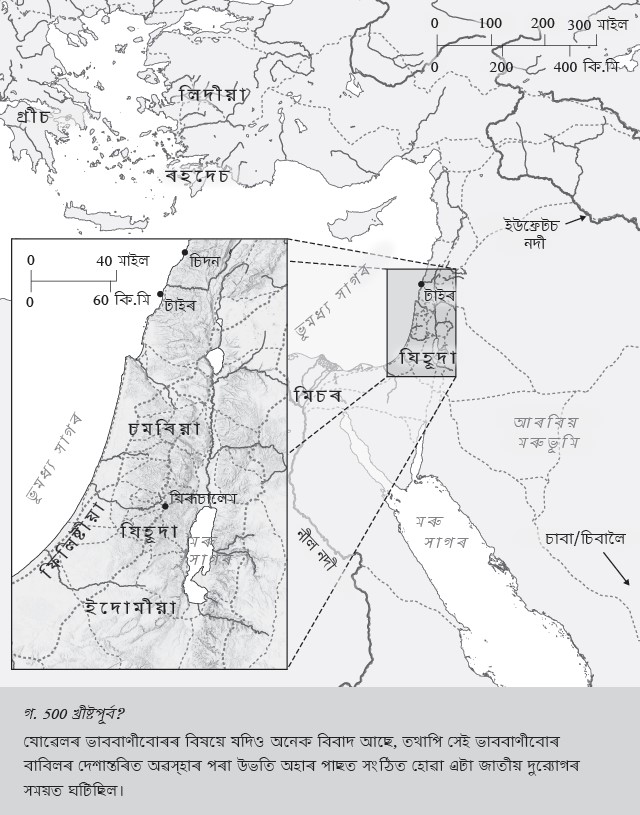 0 100 200 300 মাইল
0 200 400 কি.মি
লিদীয়া
গ্ৰীচ
ৰহদেচ
ইউফ্ৰেটচ
নদী
0 40 মাইল
0 60 কি.মি
চিদন
টাইৰ
ভুমধ্য সাগৰ
টাইৰ
যিহূদা
মিচৰ
আৰবিয়
মৰুভূমি
চমৰিয়া
ভুমধ্য সাগৰ
যিৰূচালেম
ফিলিষ্টীয়া
যিহূদা
মৰু
সাগৰ
মৰু
সাগৰ
নীল নদী
চাবা/চিবালৈ
ইদোমীয়া
গ. 500 খ্ৰীষ্টপূৰ্ব?
যোৱেলৰ ভাববাণীবোৰৰ বিষয়ে যদিও অনেক বিবাদ আছে, তথাপি সেই ভাববাণীবোৰ
বাবিলৰ দেশান্তৰিত অৱস্হাৰ পৰা উভতি অহাৰ পাছত সংঠিত হোৱা এটা জাতীয় দুৰ্যোগৰ
সময়ত ঘটিছিল।